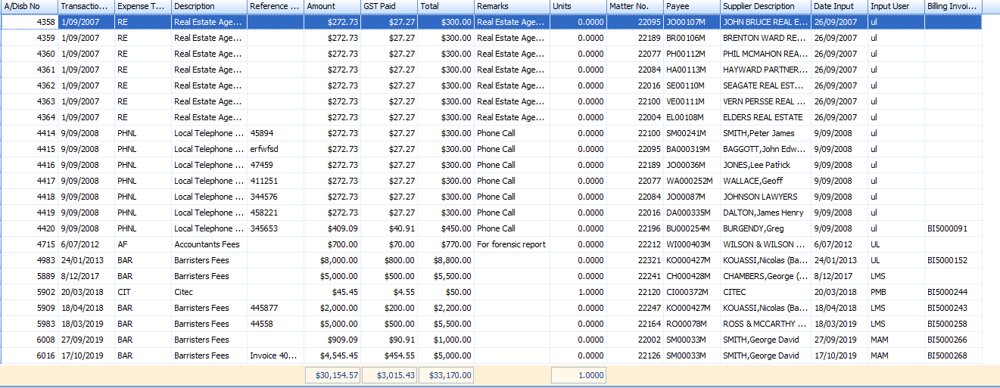 A/Disb No Transactio... Expense T... Description Reference ... Amount GST Paid Total Remarks Units Matter No. Payee Supplier Description Date Input Input User Billing Invoi...
4358 1/09/2007 RE Real Estate Age... $272.73 $27.27 $300.00 Real Estate Age... 0.0000 22095 JO00107M JOHN BRUCE REAL E... 26/09/2007 ul
4359 1/09/2007 RE Real Estate Age... $272.73 $27.27 $300.00 Real Estate Age... 0.0000 22189 BR00106M BRENTON WARD RE... 26/09/2007 ul
4360 1/09/2007 RE Real Estate Age... $272.73 $27.27 $300.00 Real Estate Age... 0.0000 22077 PH00112M PHIL MCMAHON REA... 26/09/2007 ul
4361 1/09/2007 RE Real Estate Age... $272.73 $27.27 $300.00 Real Estate Age... 0.0000 22084 HA00113M HAYWARD PARTNER... 26/09/2007 ul
4362 1/09/2007 RE Real Estate Age... $272.73 $27.27 $300.00 Real Estate Age... 0.0000 22016 SE00110M SEAGATE REAL EST... 26/09/2007 ul
4363 1/09/2007 RE Real Estate Age... $272.73 $27.27 $300.00 Real Estate Age... 0.0000 22100 VE00111M VERN PERSSE REAL ... 26/09/2007 ul
4364 1/09/2007 RE Real Estate Age... $272.73 $27.27 $300.00 Real Estate Age... 0.0000 22004 EL00108M ELDERS REAL ESTATE 26/09/2007 ul
4414 9/09/2008 PHNL Local Telephone ... 45894 $272.73 $27.27 $300.00 Phone Call 0.0000 22100 SM00241M SMITH,Peter James 9/09/2008 ul
4415 9/09/2008 PHNL Local Telephone ... erfwfsd $272.73 $27.27 $300.00 Phone Call 0.0000 22095 BA000319M BAGGOTT,John Edw... 9/09/2008 ul
4416 9/09/2008 PHNL Local Telephone ... 47459 $272.73 $27.27 $300.00 Phone Call 0.0000 22189 JO00036M JONES,Lee Patrick 9/09/2008 ul
4417 9/09/2008 PHNL Local Telephone ... 411251 $272.73 $27.27 $300.00 Phone Call 0.0000 22077 WA000252M WALLACE,Geoff 9/09/2008 ul
4418 9/09/2008 PHNL Local Telephone ... 344576 $272.73 $27.27 $300.00 Phone Call 0.0000 22084 JO00087M JOHNSON LAWYERS 9/09/2008 ul
4419 9/09/2008 PHNL Local Telephone ... 458221 $272.73 $27.27 $300.00 Phone Call 0.0000 22016 DA000335M DALTON,James Henry 9/09/2008 ul
4420 9/09/2008 PHNL Local Telephone ... 345653 $409.09 $40.91 $450.00 Phone Call 0.0000 22196 BU000254M BURGENDY,Greg 9/09/2008 ul BI5000091
4715 6/07/2012 AF Accountants Fees $700.00 $70.00 $770.00 For forensic report 0.0000 22212 WI000403M WILSON & WILSON ... 6/07/2012 UL
4983 24/01/2013 BAR Barristers Fees $8,000.00 $800.00 $8,800.00 0.0000 22321 KO000427M KOUASSI,Nicolas (Ba... 24/01/2013 UL BI5000152
5889 8/12/2017 BAR Barristers Fees $5,000.00 $500.00 $5,500.00 0.0000 22241 CH000428M CHAMBERS,George (... 8/12/2017 LMS
5902 20/03/2018 CIT Citec $45.45 $4.55 $50.00 1.0000 22120 CI000372M CITEC 20/03/2018 PMB BI5000244
5909 18/04/2018 BAR Barristers Fees 445877 $2,000.00 $200.00 $2,200.00 0.0000 22247 KO000427M KOUASSI,Nicolas (Ba... 18/04/2018 LMS BI5000243
5983 18/03/2019 BAR Barristers Fees 44558 $5,000.00 $500.00 $5,500.00 0.0000 22164 RO00078M ROSS & MCCARTHY ... 18/03/2019 LMS BI5000258
6008 27/09/2019 BAR Barristers Fees $909.09 $90.91 $1,000.00 0.0000 22002 SM00033M SMITH,George David 27/09/2019 MAM BI5000266
6016 17/10/2019 BAR Barristers Fees Invoice 40... $4,545.45 $454.55 $5,000.00 0.0000 22126 SM00033M SMITH,George David 17/10/2019 MAM BI5000268
$30,154.57 $3,015.43 $33,170.00 1.0000